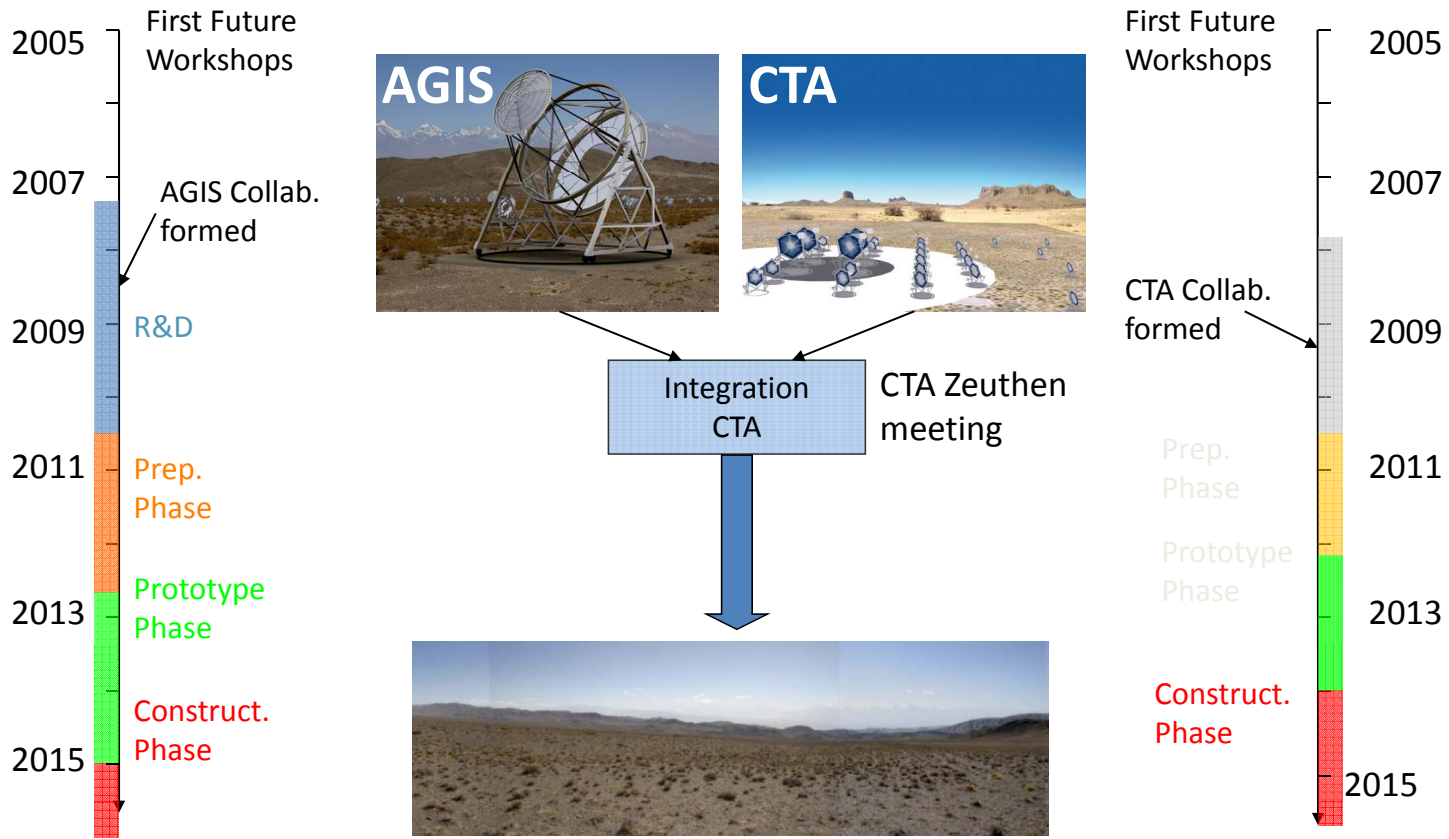 First Future
Workshops
2005
2007
AGIS Collab.
formed
2009
R&D
2011
Prep.
Phase
Prototype
2013
Phase
Construct.
Phase
2015
AGIS
CTA
Integration
CTA
CTA Zeuthen
meeting
First Future
Workshops
2005
2007
CTA Collab.
formed
2009
Prep.
Phase
2011
Prototype
Phase
2013
Construct.
Phase
2015